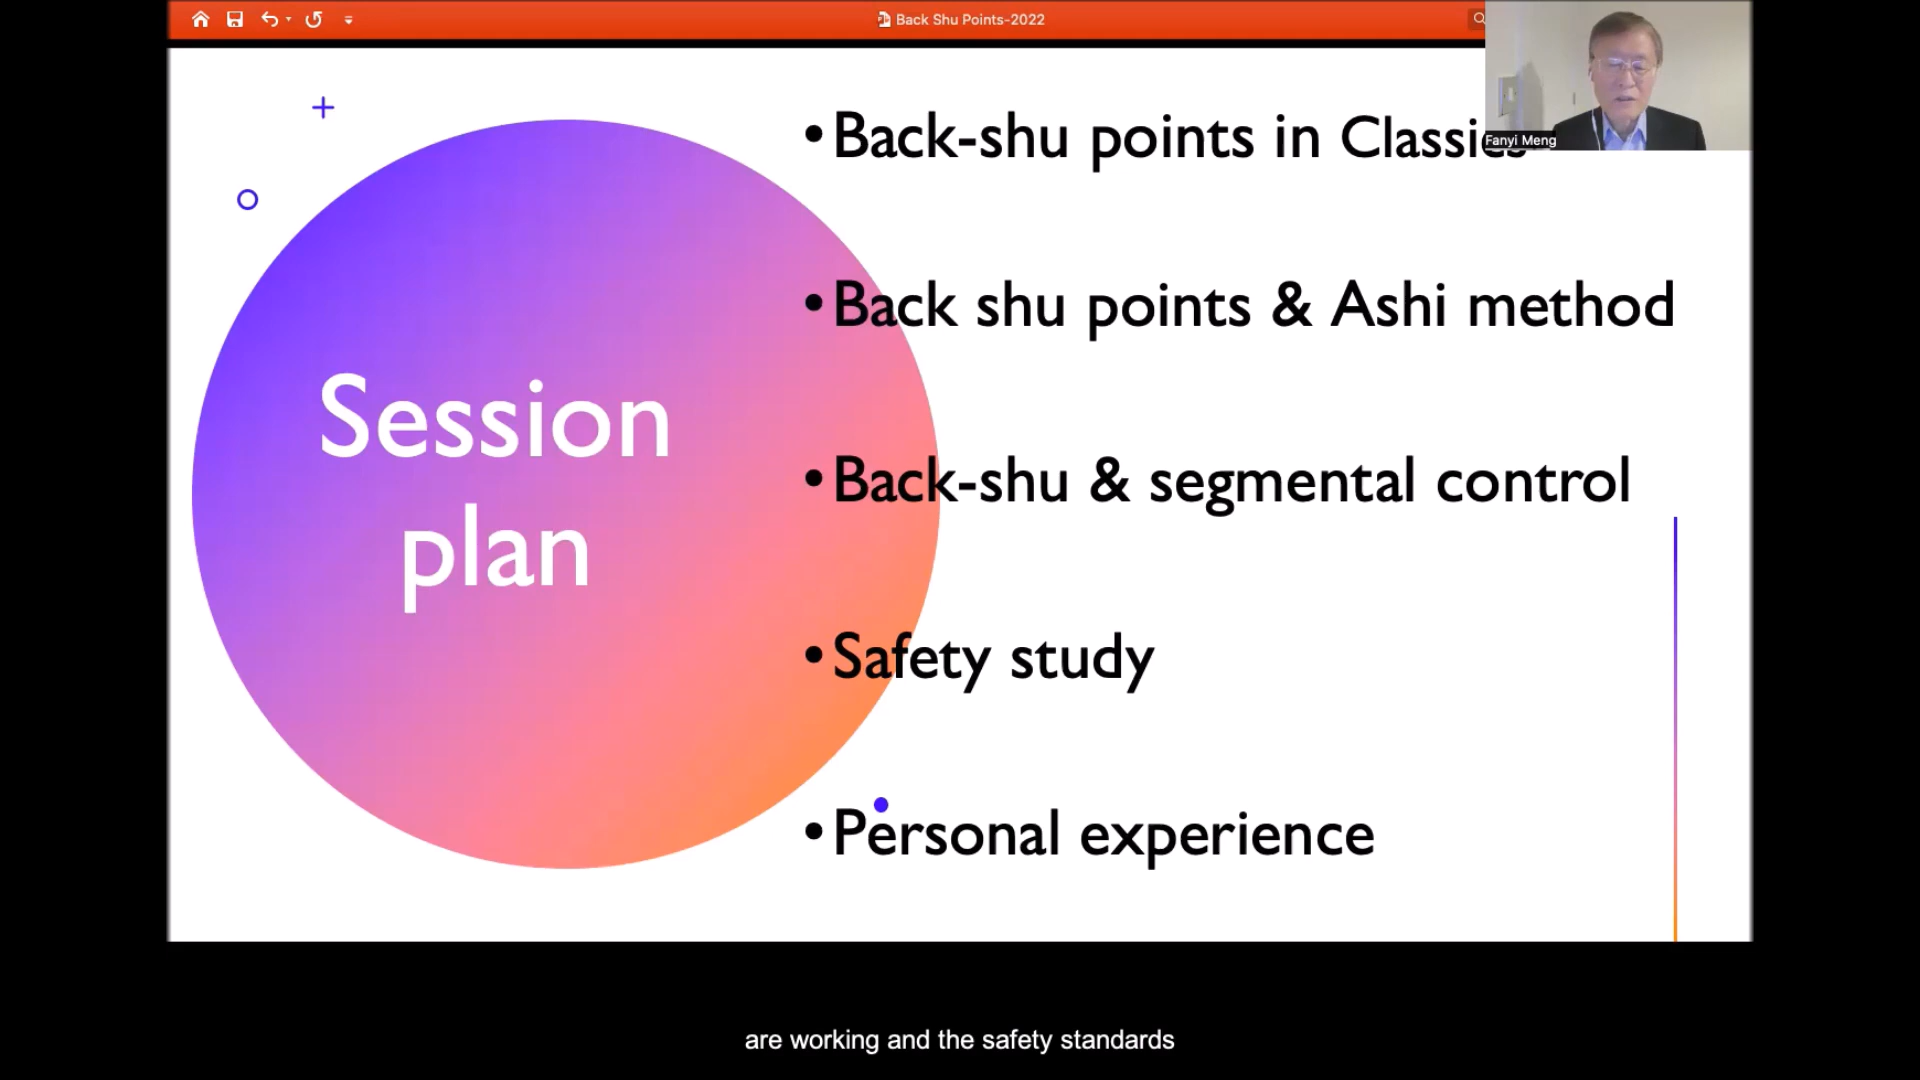 Back Shu Points-2022
Fanyi Meng
Session
plan
•Back-shu points in Classics
•Back shu points & Ashi method
•Back-shu & segmental control
•Safety study
•Personal experience
are working and the safety standards